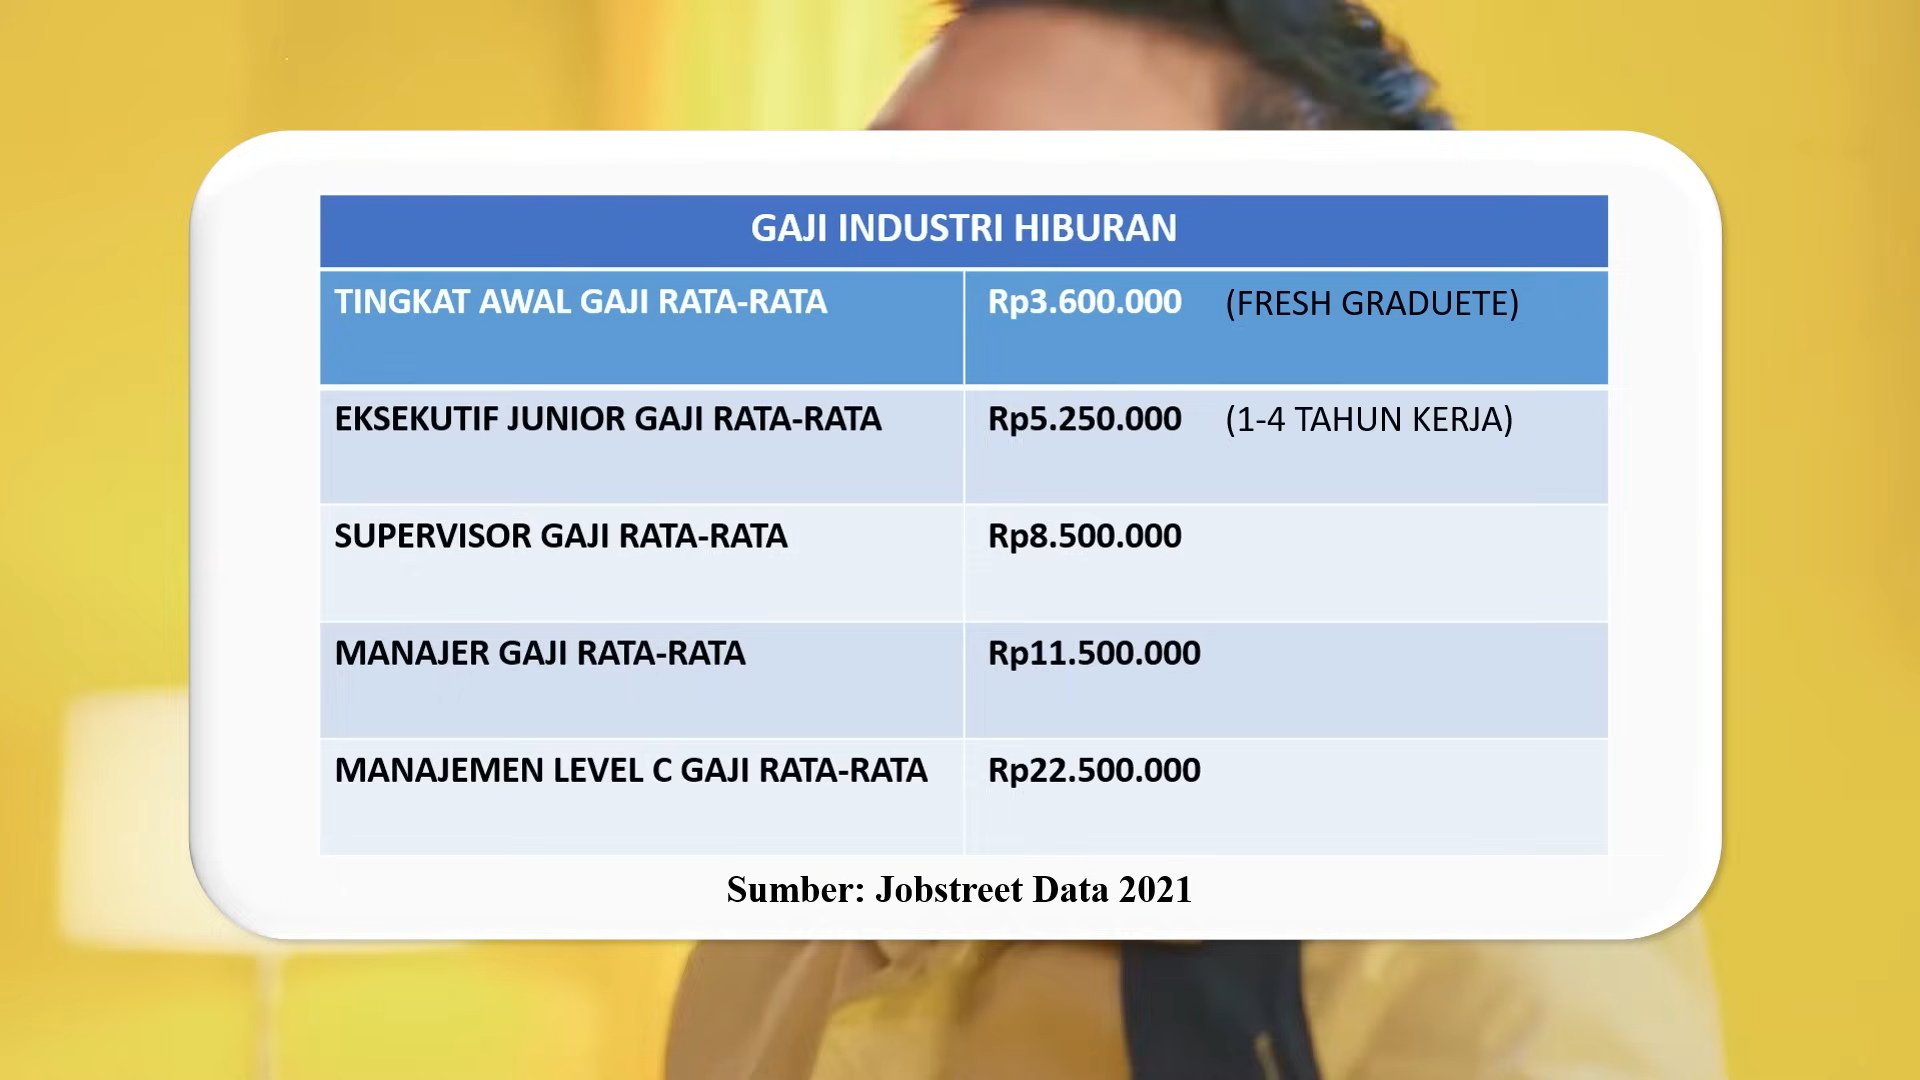 GAJI INDUSTRI HIBURAN
TINGKAT AWAL GAJI RATA-RATA Rp3.600.000 (FRESH GRADUETE)
EKSEKUTIF JUNIOR GAJI RATA-RATA Rp5.250.000 (1-4 TAHUN KERJA)
SUPERVISOR GAJI RATA-RATA Rp8.500.000
MANAJER GAJI RATA-RATA Rp11.500.000
MANAJEMEN LEVEL C GAJI RATA-RATA Rp22.500.000
Sumber: Jobstreet Data 2021